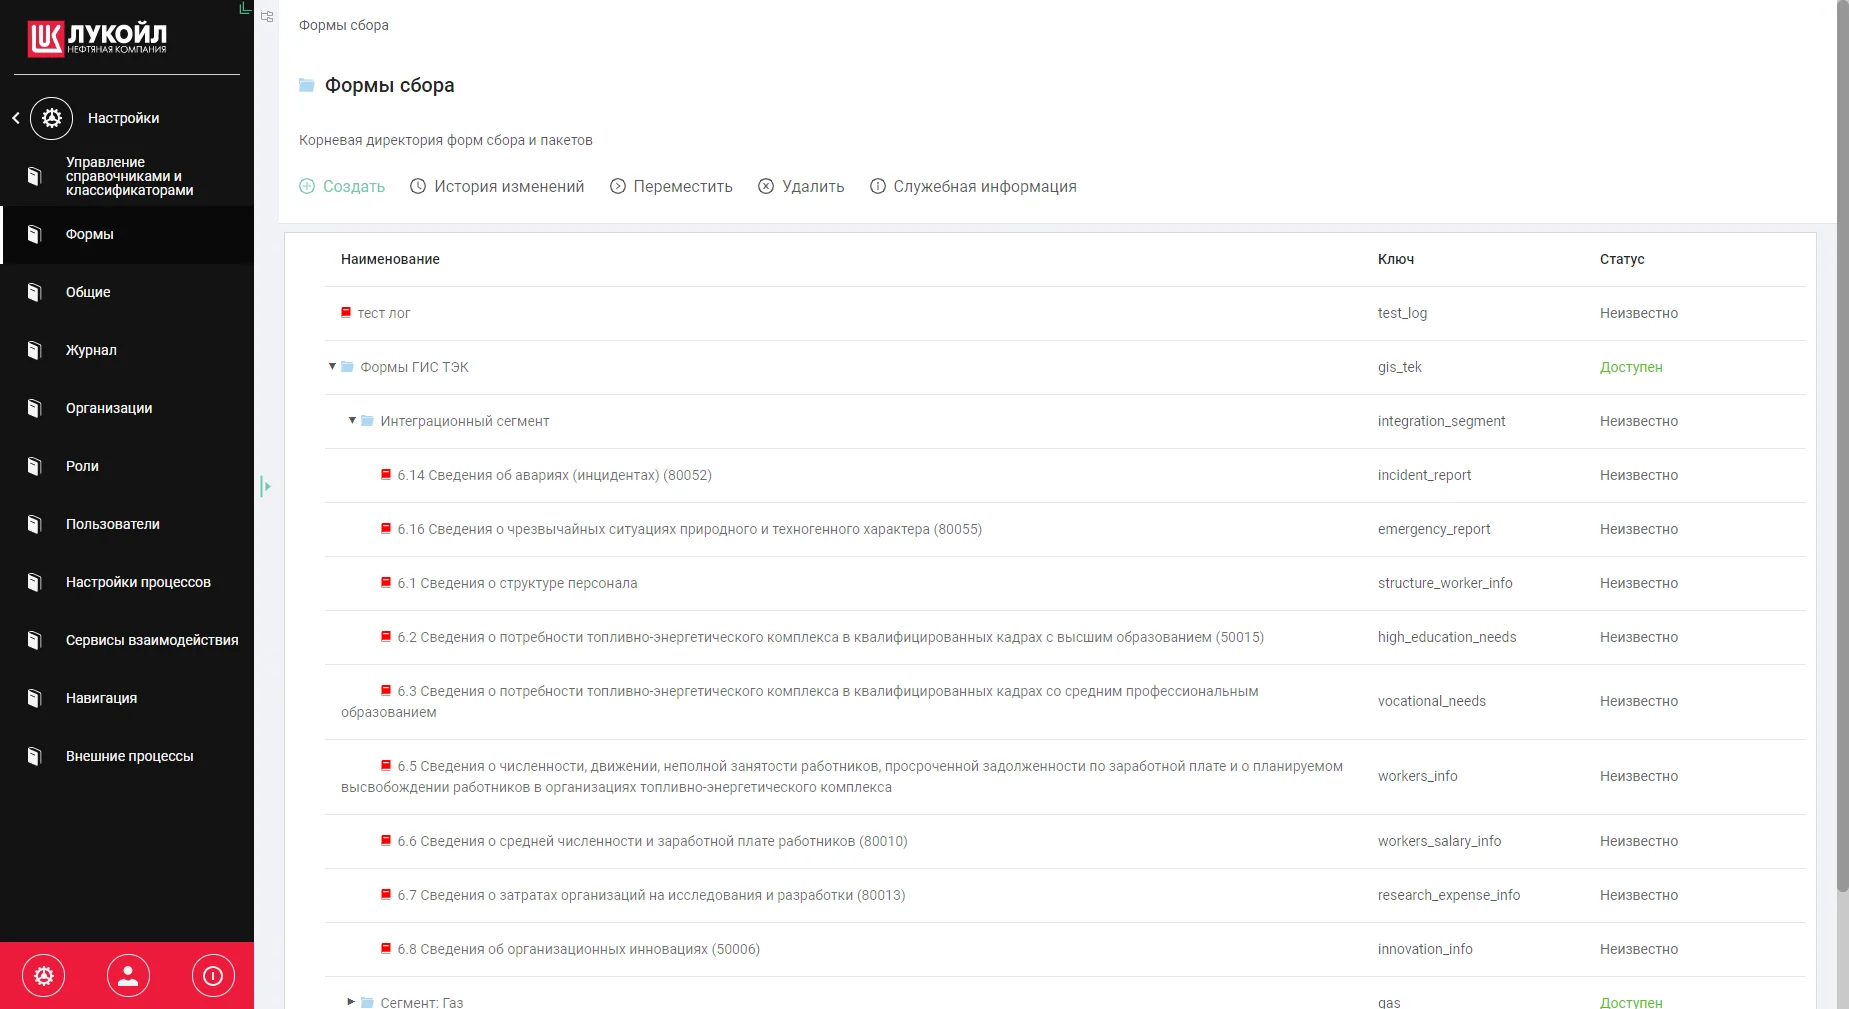 ЛУКОЙЛ
НЕФТЯНАЯ КОМПАНИЯ
Настройки
Управление
справочниками и
классификаторами
Формы
Общие
Журнал
Организации
Роли
Пользователи
Настройки процессов
Сервисы взаимодействия
Навигация
Внешние процессы
Формы сбора
Формы сбора
Корневая директория форм сбора и пакетов
Создать История изменений Переместить Удалить Служебная информация
Наименование Ключ Статус
тест лог test_log Неизвестно
Формы ГИС ТЭК gis_tek Доступен
Интеграционный сегмент integration_segment Неизвестно
6.14 Сведения об авариях (инцидентах) (80052) incident_report Неизвестно
6.16 Сведения о чрезвычайных ситуациях природного и техногенного характера (80055) emergency_report Неизвестно
6.1 Сведения о структуре персонала structure_worker_info Неизвестно
6.2 Сведения о потребности топливно-энергетического комплекса в квалифицированных кадрах с высшим образованием (50015) high_education_needs Неизвестно
6.3 Сведения о потребности топливно-энергетического комплекса в квалифицированных кадрах со средним профессиональным
образованием vocational_needs Неизвестно
6.5 Сведения о численности, движении, неполной занятости работников, просроченной задолженности по заработной плате и о планируемом
высвобождении работников в организациях топливно-энергетического комплекса workers_info Неизвестно
6.6 Сведения о средней численности и заработной плате работников (80010) workers_salary_info Неизвестно
6.7 Сведения о затратах организаций на исследования и разработки (80013) research_expense_info Неизвестно
6.8 Сведения об организационных инновациях (50006) innovation_info Неизвестно
Сегмент: Газ gas Доступен